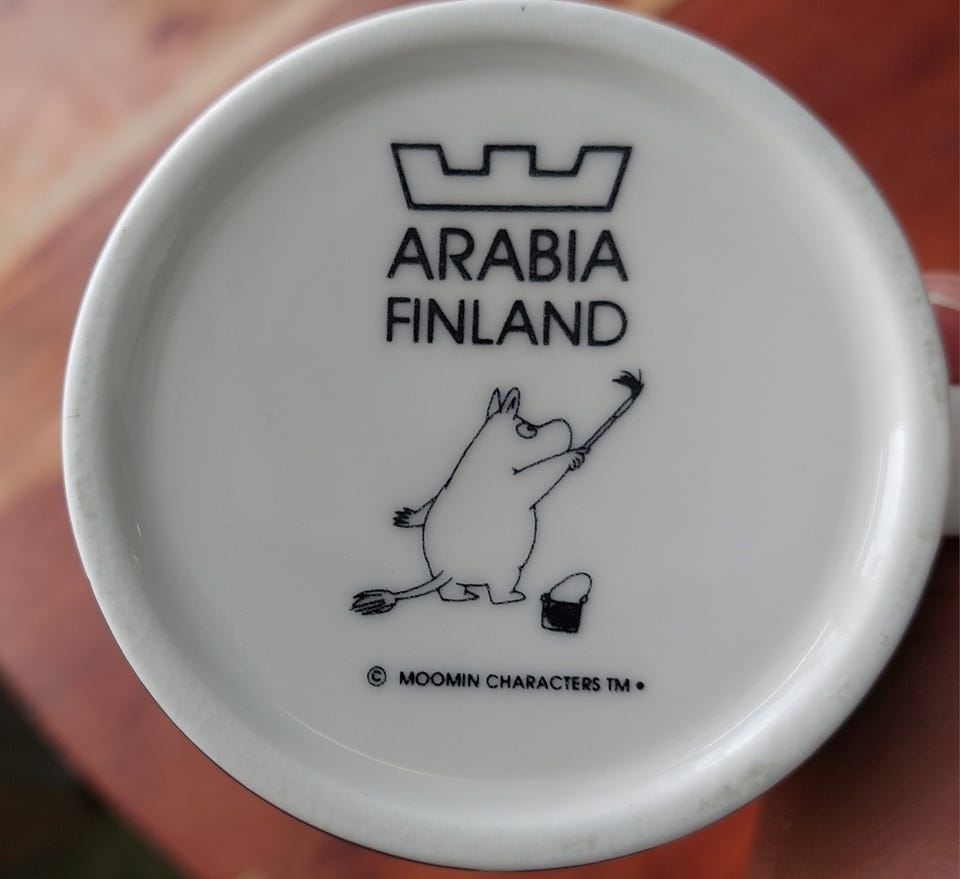 ARABIA
FINLAND
© MOOMIN CHARACTERS TM •